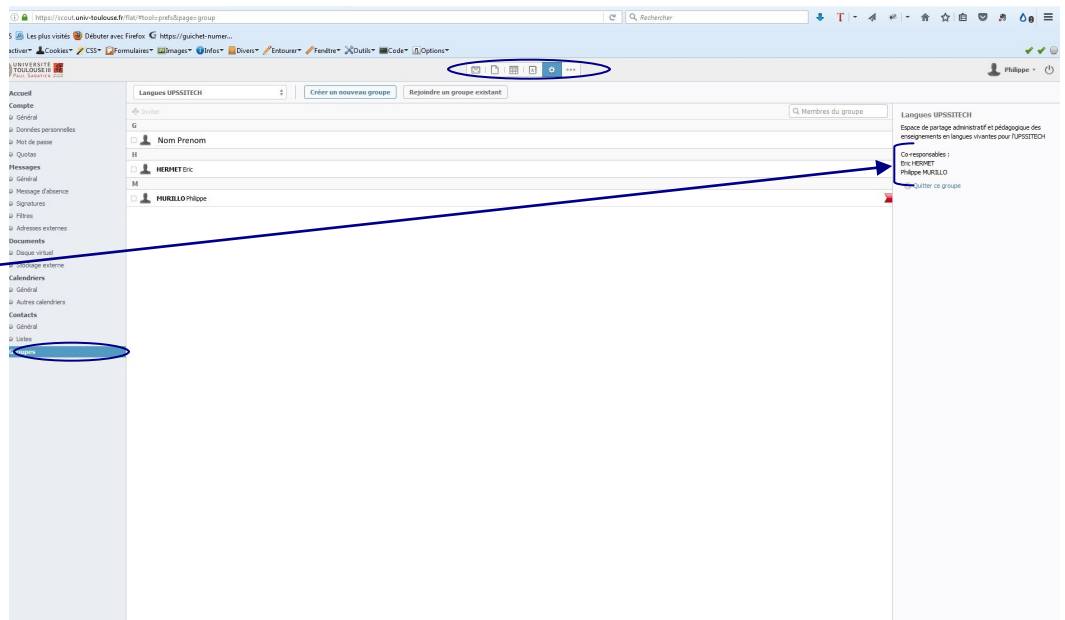 https://scout.univ-toulouse.fr/flat/#tool=prefs&page=group
Rechercher
S Les plus visités Débuter avec Firefox https://guichet-numer...
activer Cookies CSS Formulaires Images Infos Divers Entourer Fenêtre Outils Code Options
UNIVERSITÉ
TOULOUSE III
PAUL SABATIER
Philippe
Accueil
Compte
Général
Données personnelles
Mot de passe
Quotas
Messages
Général
Message d'absence
Signatures
Filtres
Adresses externes
Documents
Disque virtuel
Stockage externe
Calendriers
Général
Autres calendriers
Contacts
Général
Listes
Groupes
Langues UPSSITECH
Créer un nouveau groupe
Rejoindre un groupe existant
Inviter
Membres du groupe
G
Nom Prenom
H
HERMET Eric
M
MURILLO Philippe
Langues UPSSITECH
Espace de partage administratif et pédagogique des
enseignements en langues vivantes pour l'UPSSITECH
Co-responsables :
Eric HERMET
Philippe MURILLO
Quitter ce groupe